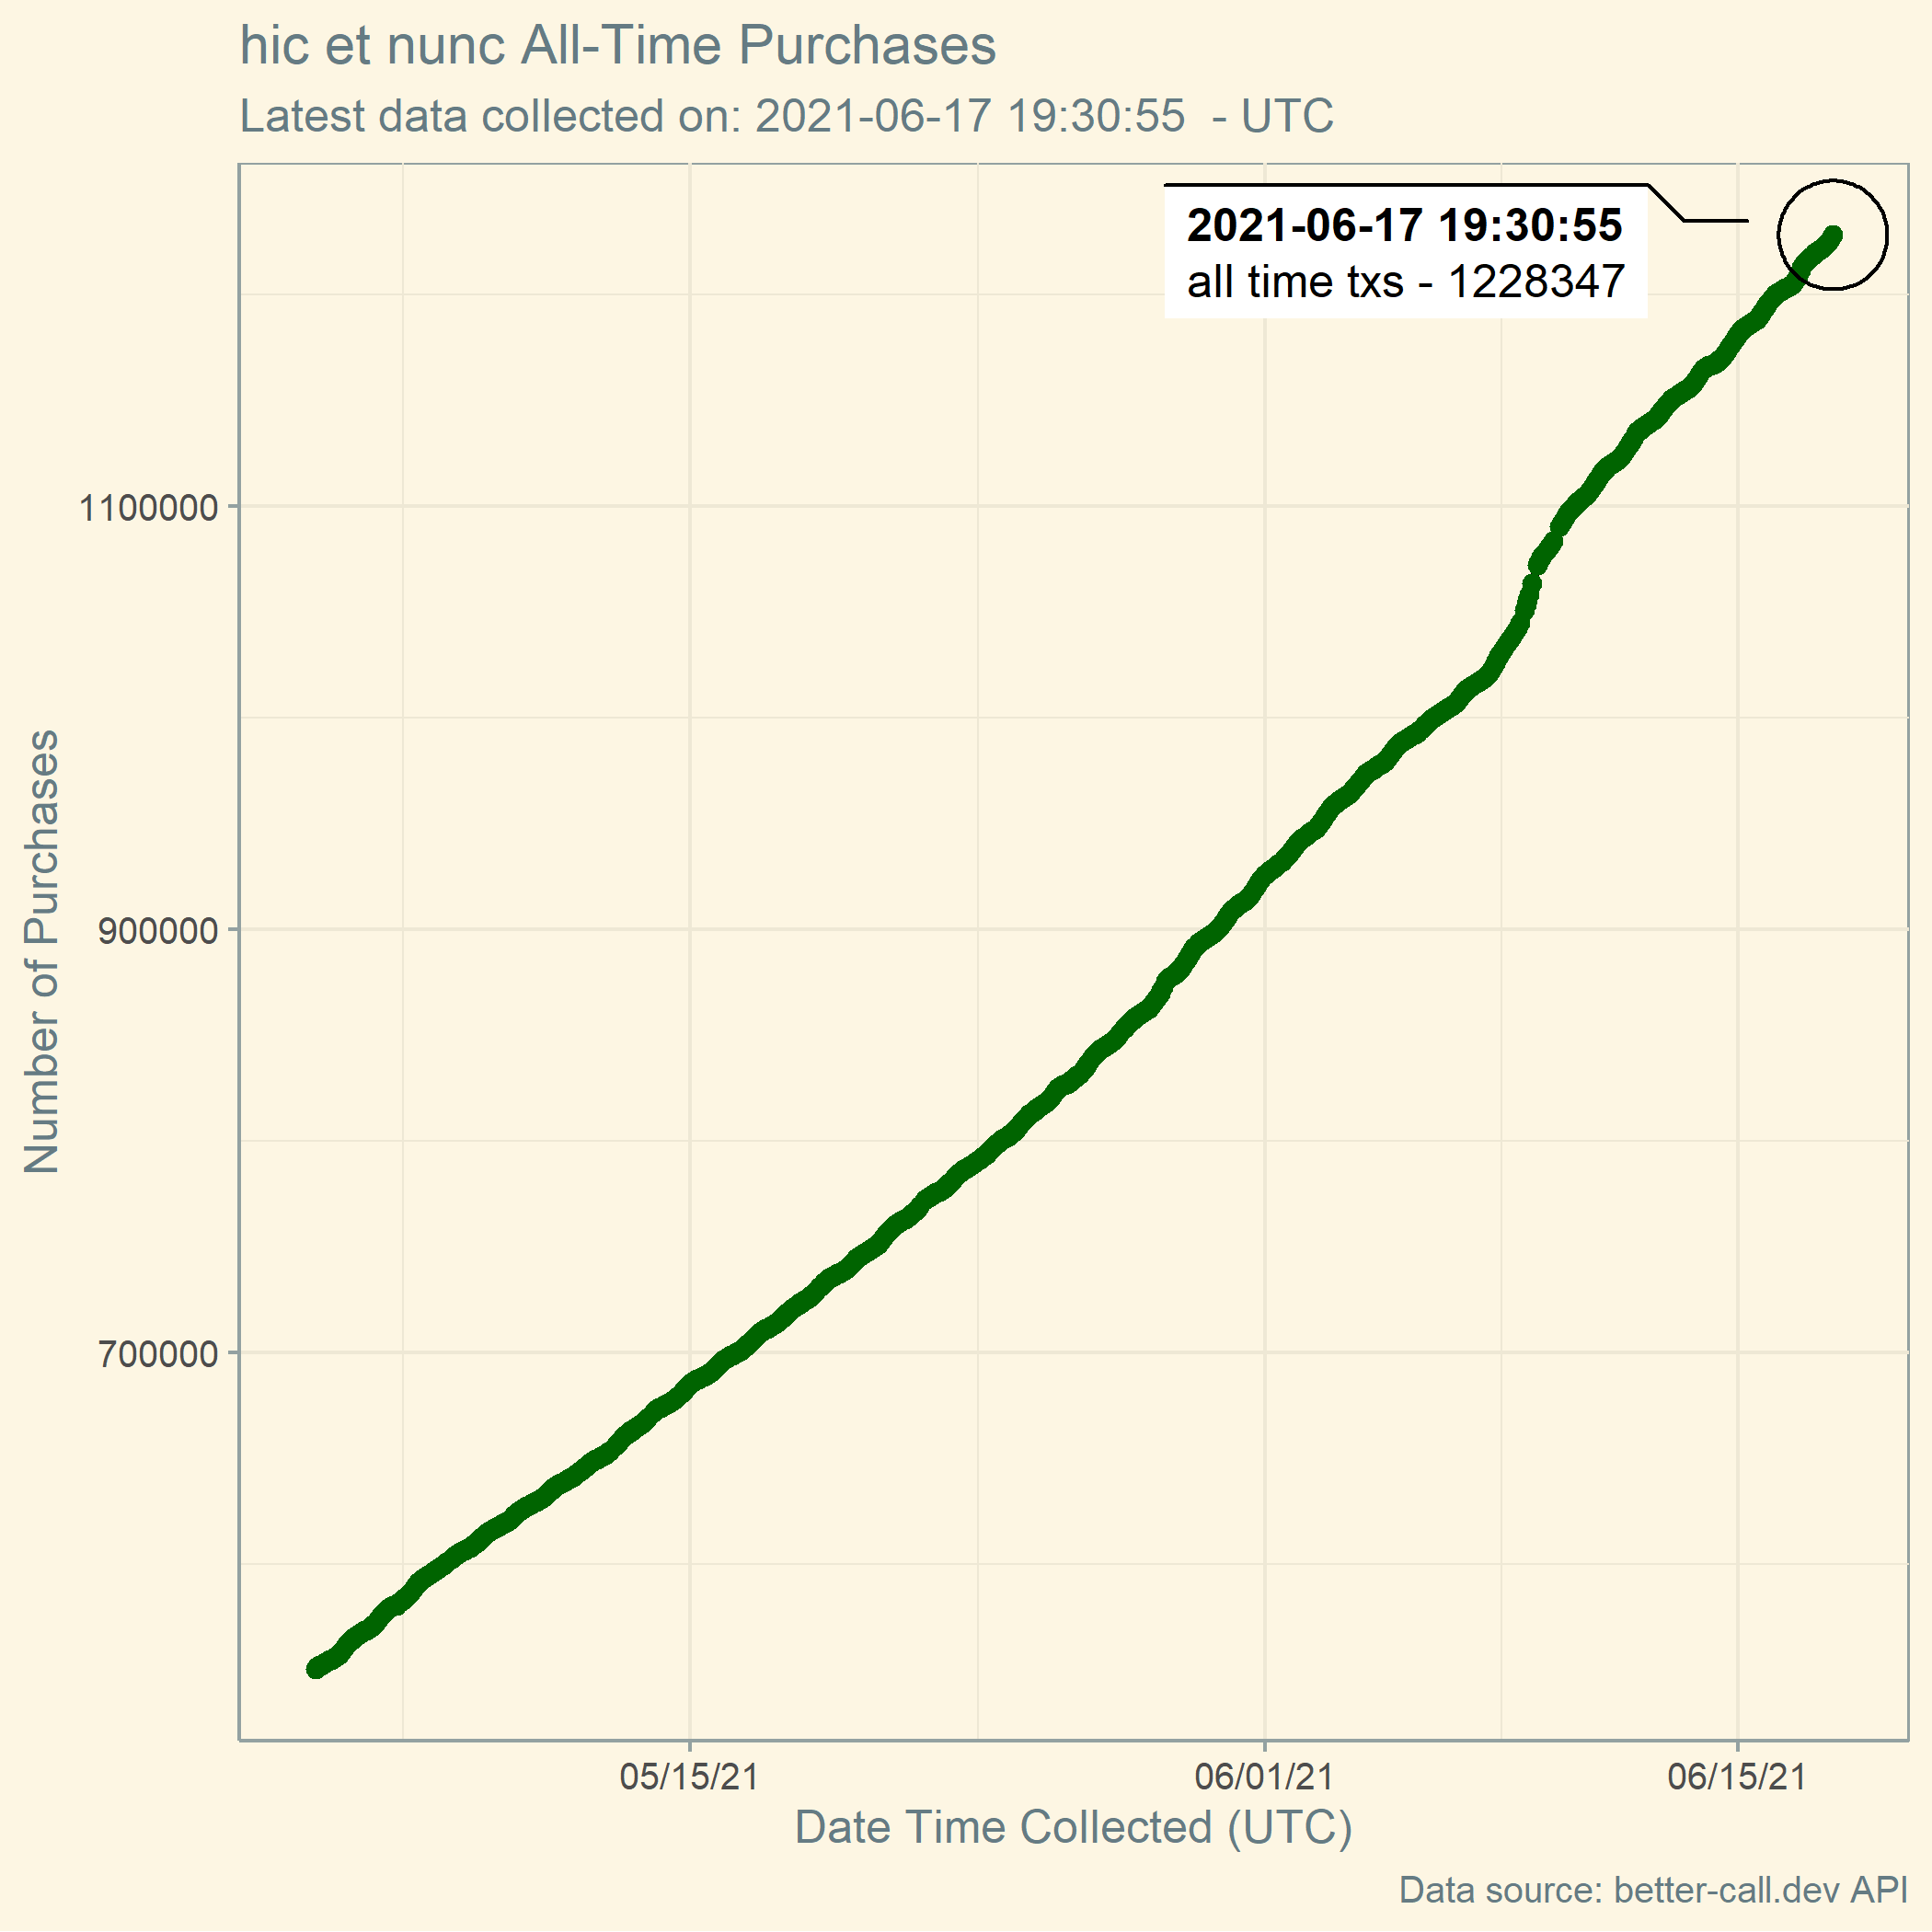 hic et nunc All-Time Purchases
Latest data collected on: 2021-06-17 19:30:55  - UTC
2021-06-17 19:30:55
all time txs - 1228347
Number of Purchases
1100000
900000
700000
05/15/21
06/01/21
06/15/21
Date Time Collected (UTC)
Data source: better-call.dev API